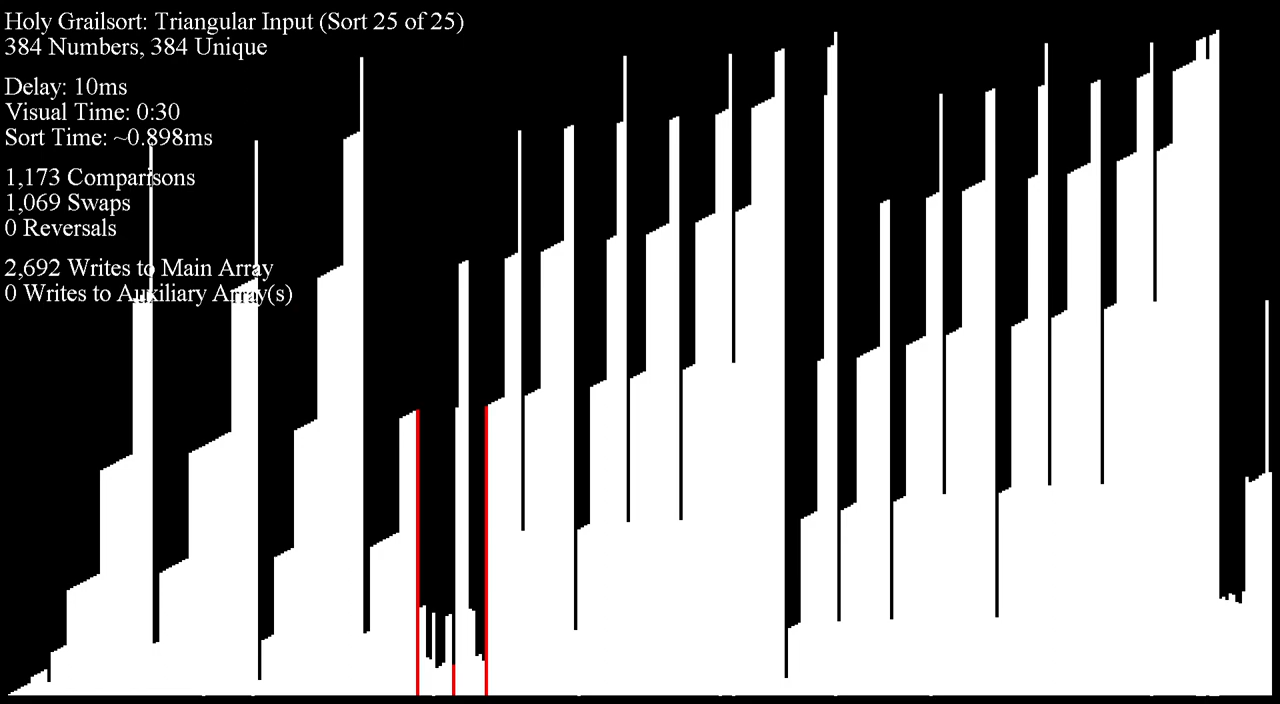 Holy Grailsort: Triangular Input (Sort 25 of 25)
384 Numbers, 384 Unique
Delay: 10ms
Visual Time: 0:30
Sort Time: ~0.898ms
1,173 Comparisons
1,069 Swaps
0 Reversals
2,692 Writes to Main Array
0 Writes to Auxiliary Array(s)